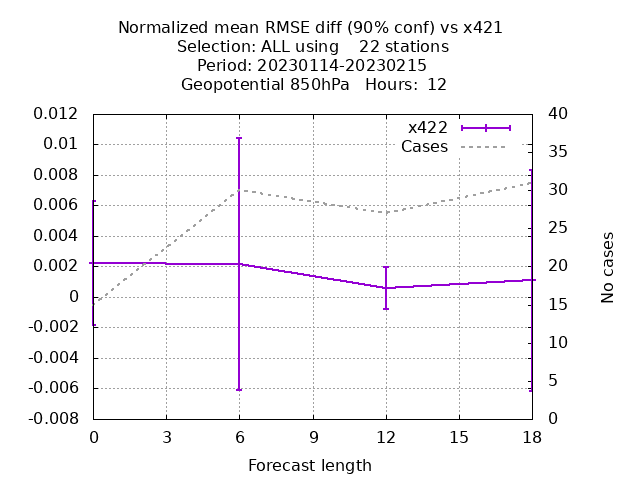 Normalized mean RMSE diff (90% conf) vs x421
Selection: ALL using    22 stations
Period: 20230114-20230215
Geopotential 850hPa   Hours:  12
0.012
0.01
0.008
0.006
0.004
0.002
0
-0.002
-0.004
-0.006
-0.008
x422
Cases
40
35
30
25
20
15
10
5
0
No cases
0 3 6 9 12 15 18
Forecast length